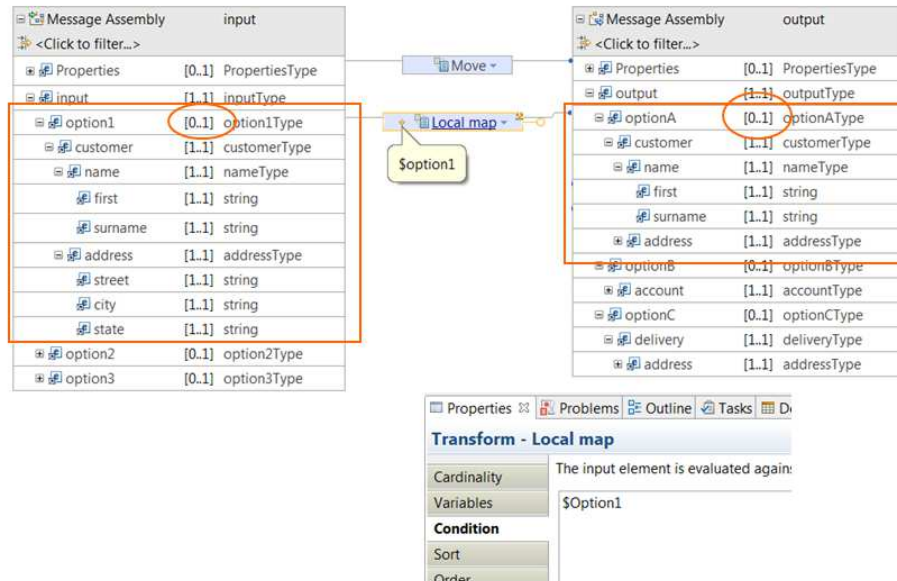 Message Assembly input
<Click to filter...>
Properties [0..1] PropertiesType
input [1..1] inputType
option1 [0..1] option1Type
customer [1..1] customerType
name [1..1] nameType
first [1..1] string
surname [1..1] string
address [1..1] addressType
street [1..1] string
city [1..1] string
state [1..1] string
option2 [0..1] option2Type
option3 [0..1] option3Type
Move
Local map
$option1
Message Assembly output
<Click to filter...>
Properties [0..1] PropertiesType
output [1..1] outputType
optionA [0..1] optionAType
customer [1..1] customerType
name [1..1] nameType
first [1..1] string
surname [1..1] string
address [1..1] addressType
optionB [0..1] optionBType
account [1..1] accountType
optionC [0..1] optionCType
delivery [1..1] deliveryType
address [1..1] addressType
Properties Problems Outline Tasks
Transform - Local map
Cardinality
Variables
Condition
Sort
Order
The input element is evaluated agains
$Option1